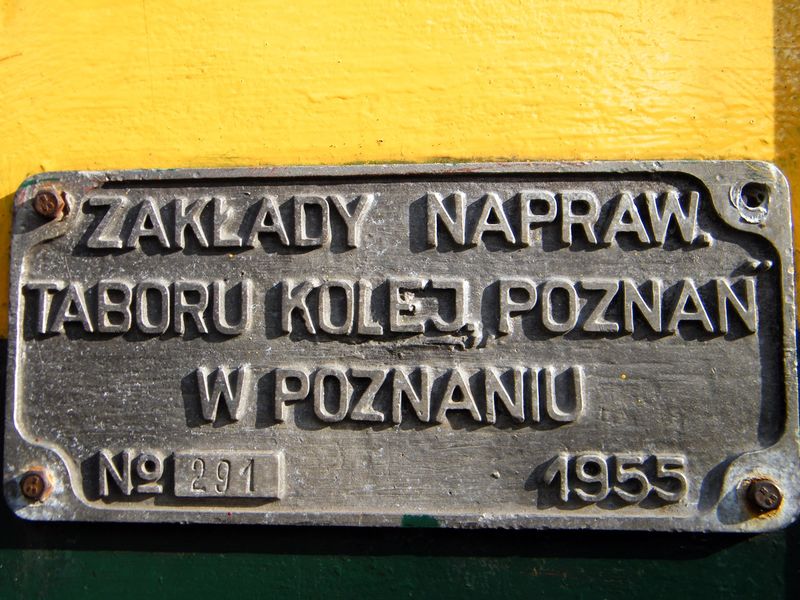 ZAKŁADY NAPRAW.
TABORU KOLEJ. POZNAŃ
W POZNANIU
No 291 1955